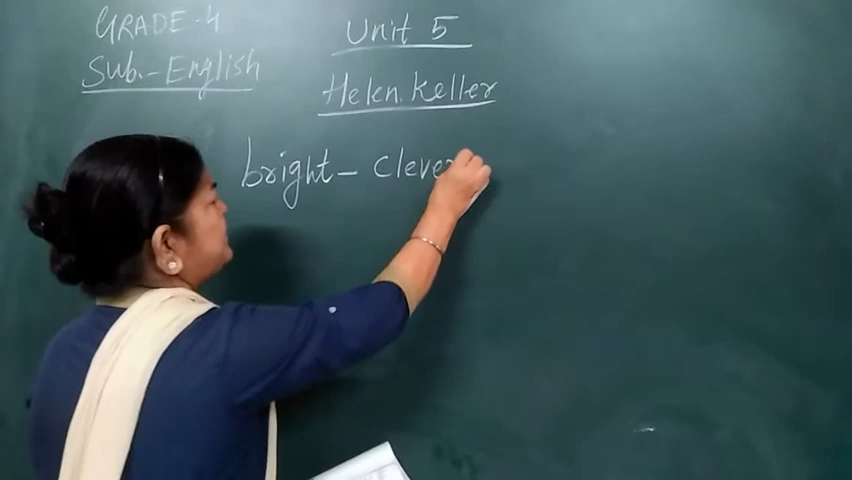 GRADE-4
Unit 5
Sub.-English
Helen Keller
bright- clever